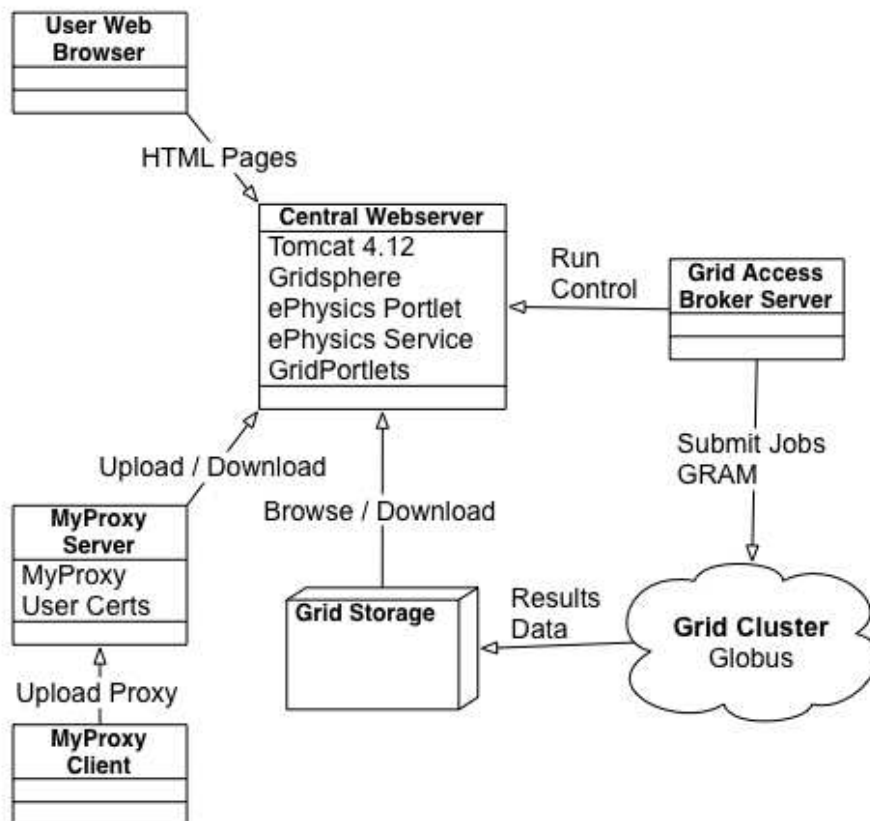 User Web
Browser
HTML Pages
Central Webserver
Tomcat 4.12
Gridsphere
ePhysics Portlet
ePhysics Service
GridPortlets
Run
Control
Grid Access
Broker Server
Upload / Download
Submit Jobs
GRAM
Browse / Download
MyProxy
Server
MyProxy
User Certs
Grid Storage
Results
Data
Grid Cluster
Globus
Upload Proxy
MyProxy
Client